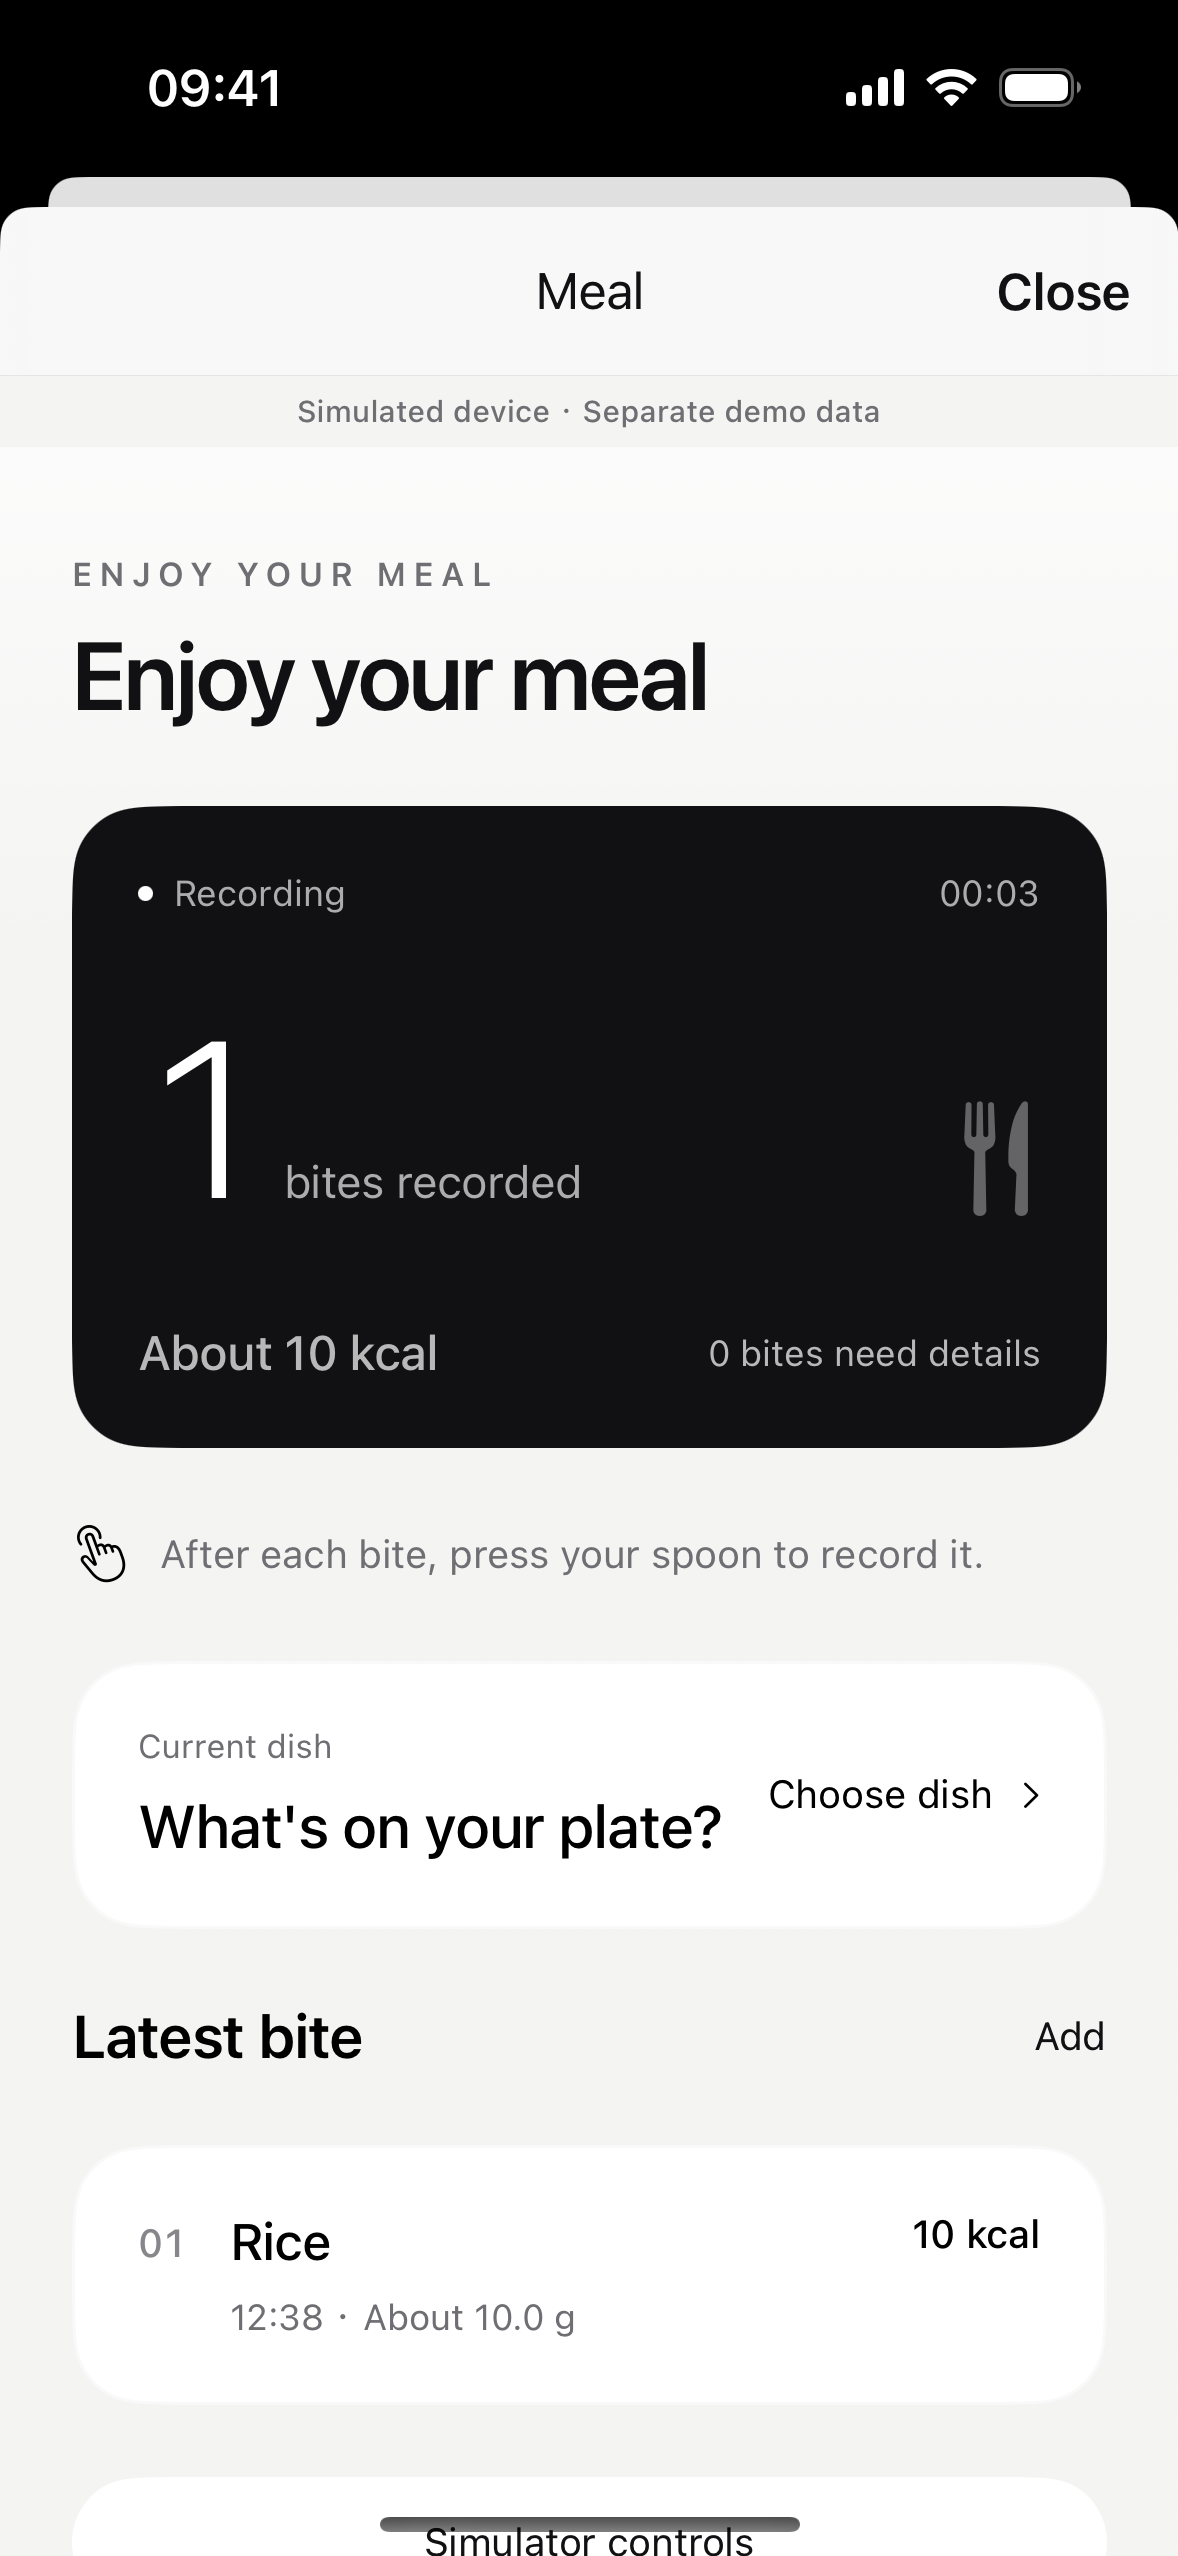 09:41
Meal
Close
Simulated device · Separate demo data
ENJOY YOUR MEAL
Enjoy your meal
Recording
00:03
1 bites recorded
About 10 kcal
0 bites need details
After each bite, press your spoon to record it.
Current dish
What's on your plate?
Choose dish
Latest bite
Add
01 Rice
10 kcal
12:38 · About 10.0 g
Simulator controls